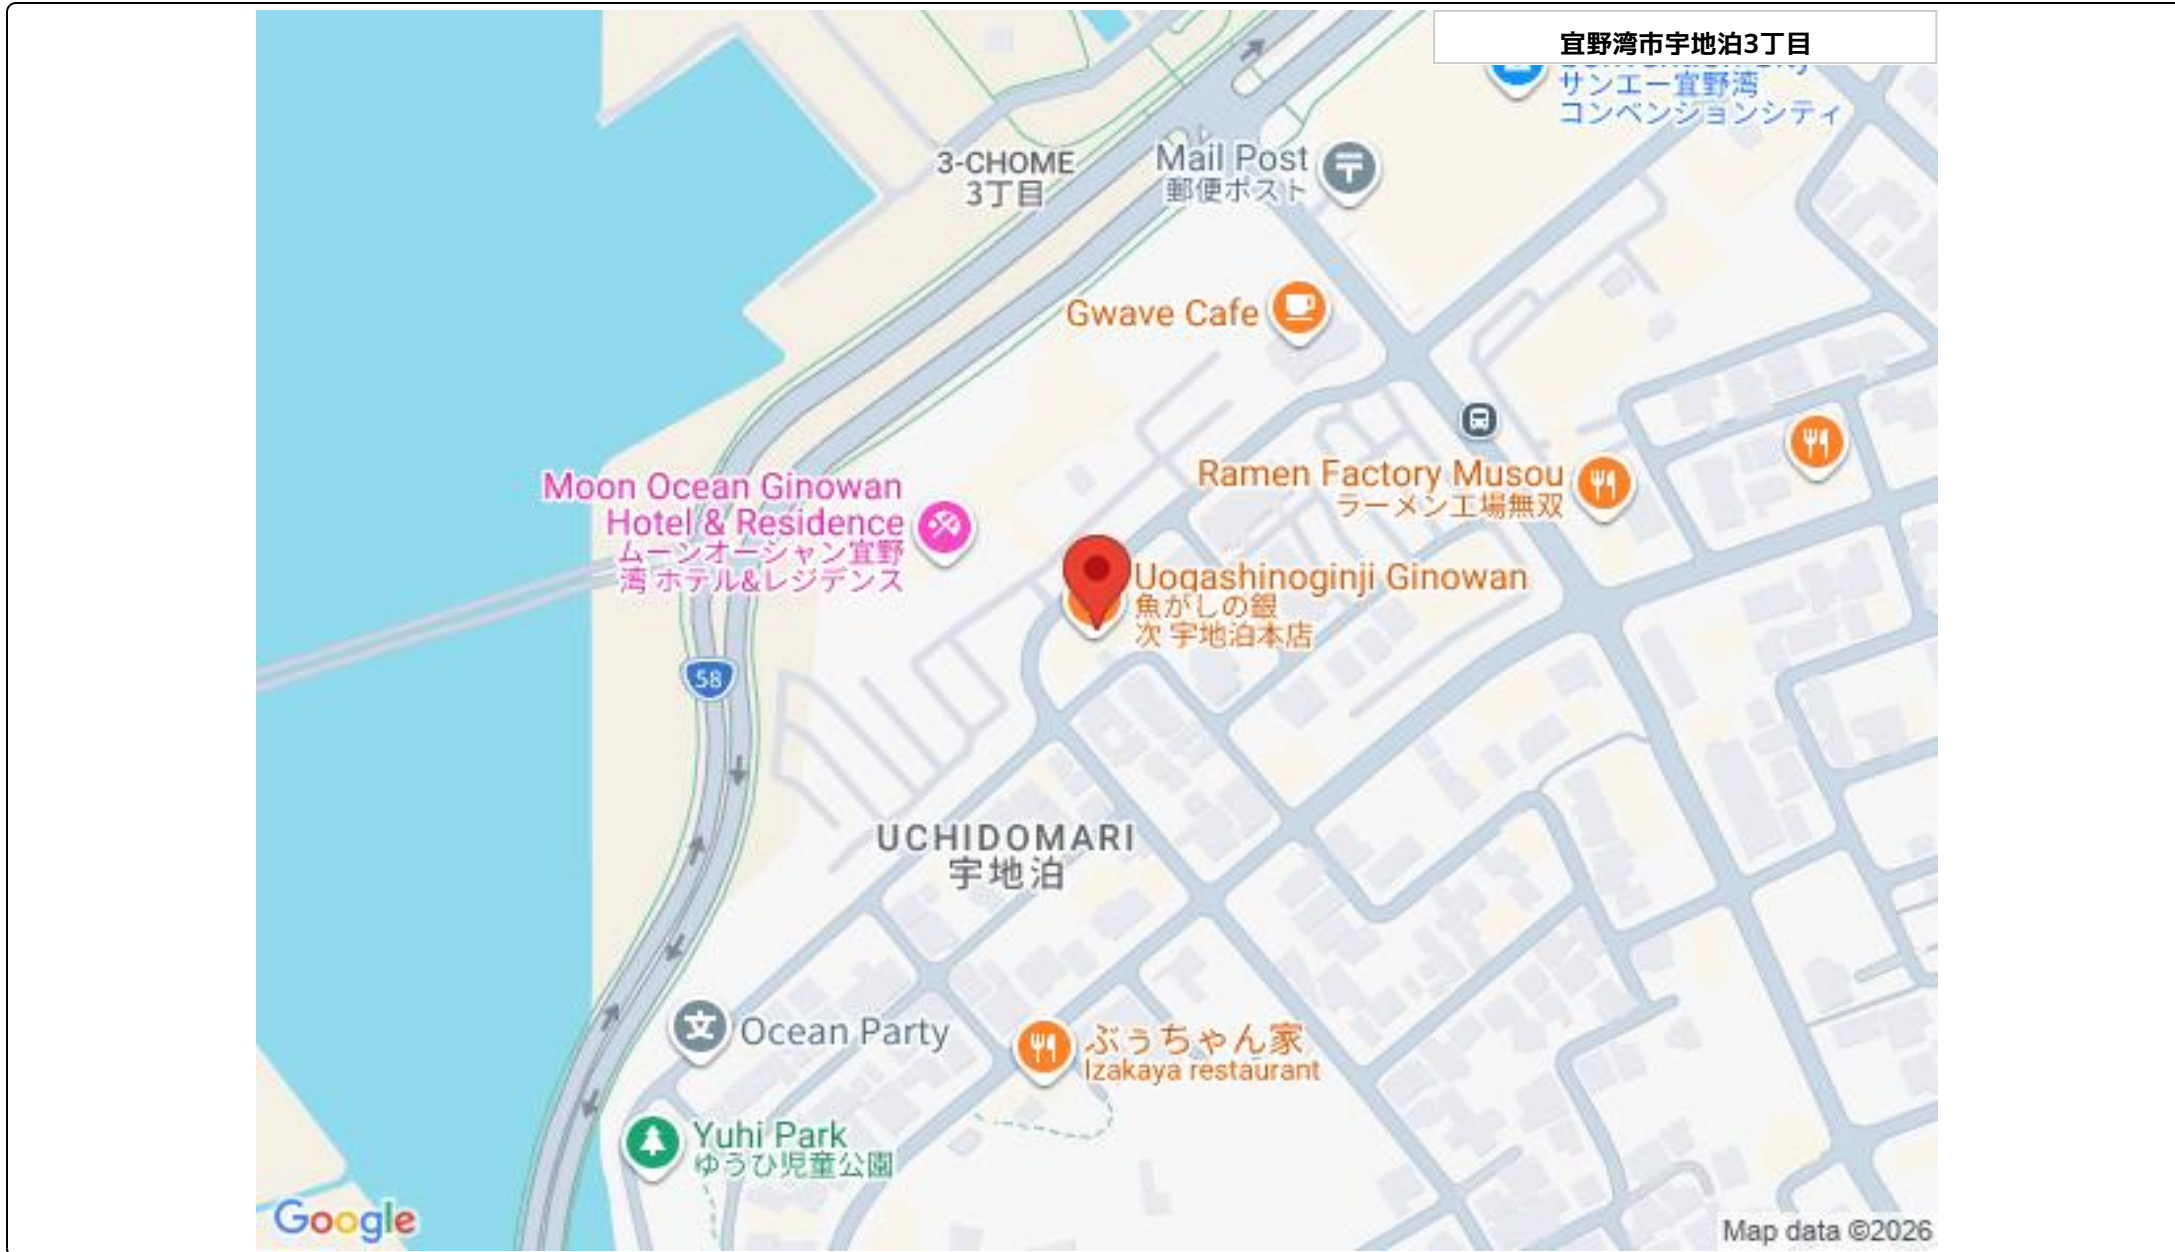 宜野湾市宇地泊3丁目
サンエー宜野湾
コンベンションシティ
3-CHOME
3丁目
Mail Post
郵便ポスト
Gwave Cafe
Ramen Factory Musou
ラーメン工場無双
Moon Ocean Ginowan
Hotel & Residence
ムーンオーシャン宜野
湾 ホテル&レジデンス
Uogashinoginji Ginowan
魚がしの銀
次 宇地泊本店
58
UCHIDOMARI
宇地泊
文
Ocean Party
ぶぅちゃん家
Izakaya restaurant
Yuhi Park
ゆうひ児童公園
Google
Map data ©2026